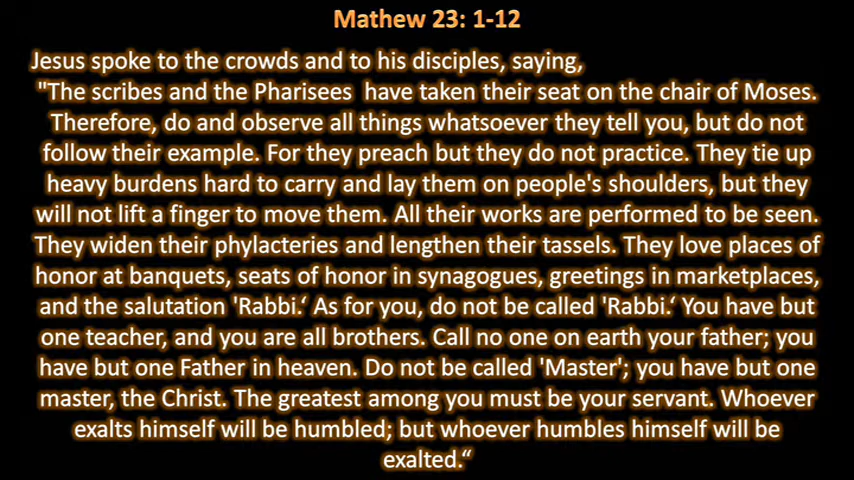 Mathew 23: 1-12
Jesus spoke to the crowds and to his disciples, saying,
"The scribes and the Pharisees  have taken their seat on the chair of Moses.
Therefore, do and observe all things whatsoever they tell you, but do not
follow their example. For they preach but they do not practice. They tie up
heavy burdens hard to carry and lay them on people's shoulders, but they
will not lift a finger to move them. All their works are performed to be seen.
They widen their phylacteries and lengthen their tassels. They love places of
honor at banquets, seats of honor in synagogues, greetings in marketplaces,
and the salutation 'Rabbi.‘ As for you, do not be called 'Rabbi.‘ You have but
one teacher, and you are all brothers. Call no one on earth your father; you
have but one Father in heaven. Do not be called 'Master'; you have but one
master, the Christ. The greatest among you must be your servant. Whoever
exalts himself will be humbled; but whoever humbles himself will be
exalted.“